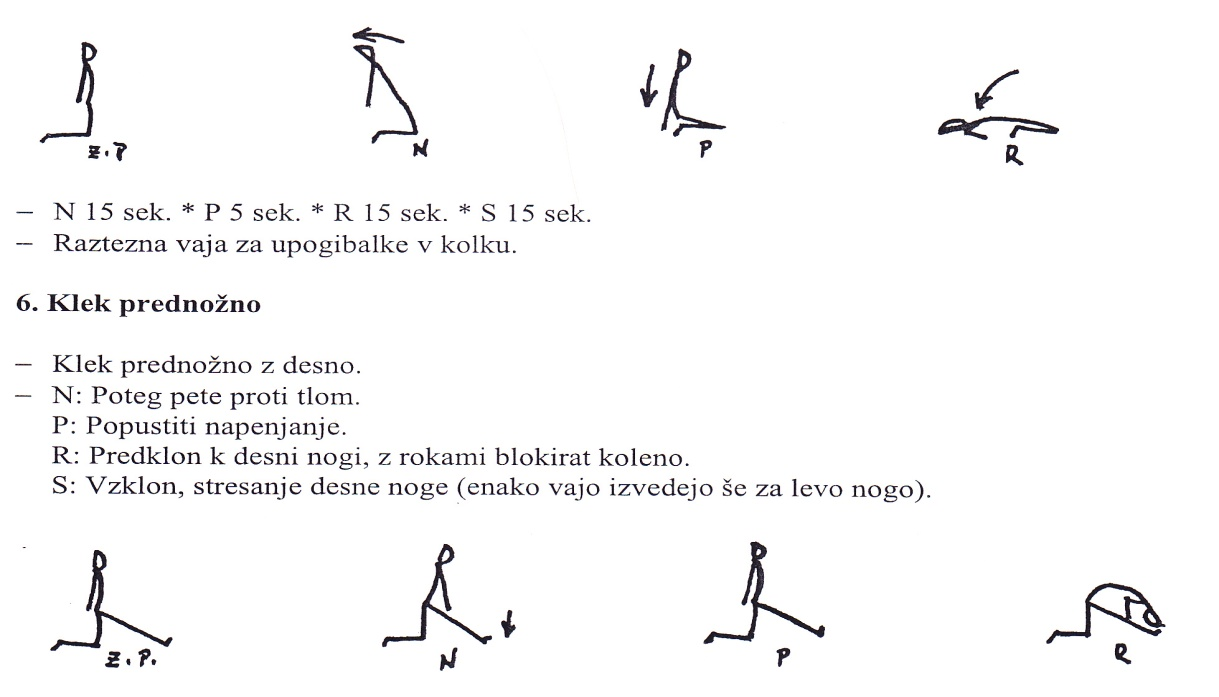 Z.P
N
P
R
– N 15 sek. * P 5 sek. * R 15 sek. * S 15 sek.
– Raztezna vaja za upogibalke v kolku.
6. Klek prednožno
– Klek prednožno z desno.
– N: Poteg pete proti tlom.
P: Popustiti napenjanje.
R: Predklon k desni nogi, z rokami blokirat koleno.
S: Vzklon, stresanje desne noge (enako vajo izvedejo še za levo nogo).
Z.P.
N
P
R